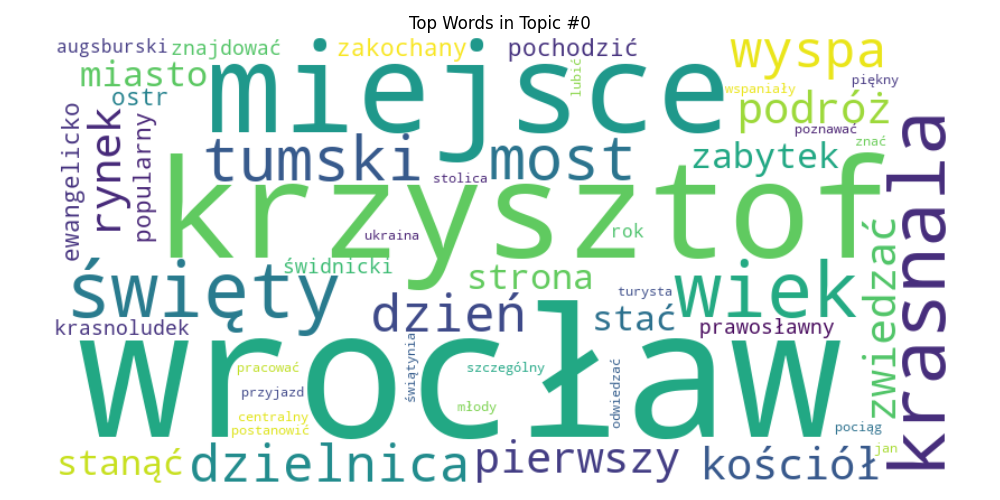 Top Words in Topic #0
augsburski znajdować zakochany pochodzić wyspa
miasto miejsce lubić wspaniały piękny
ostr podróż
ewangelicko rynek popularny poznawać
tumski most zabytek znać
stolica
krzysztof krasnala
ukraina rok
święty świdnicki strona wiek zwiedzać
turysta
krasnoludek dzień stać prawosławny
wrocław
pracować świątynia szczególny odwiedzać
przyjazd
centralny młody
postanowić pociąg
stanąć dzielnica pierwszy kościół jan